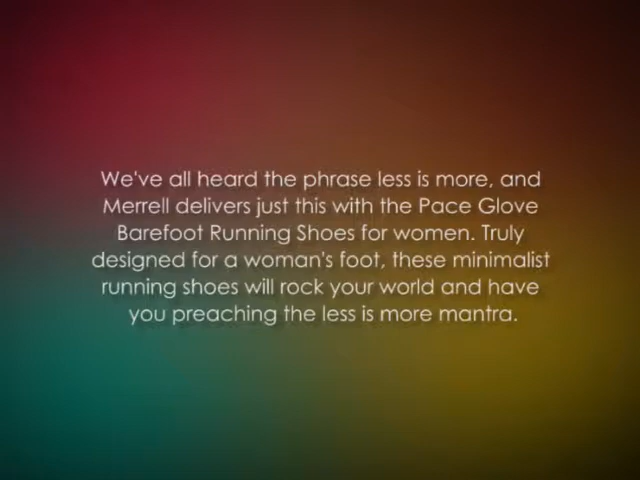 We've all heard the phrase less is more, and
Merrell delivers just this with the Pace Glove
Barefoot Running Shoes for women. Truly
designed for a woman's foot, these minimalist
running shoes will rock your world and have
you preaching the less is more mantra.